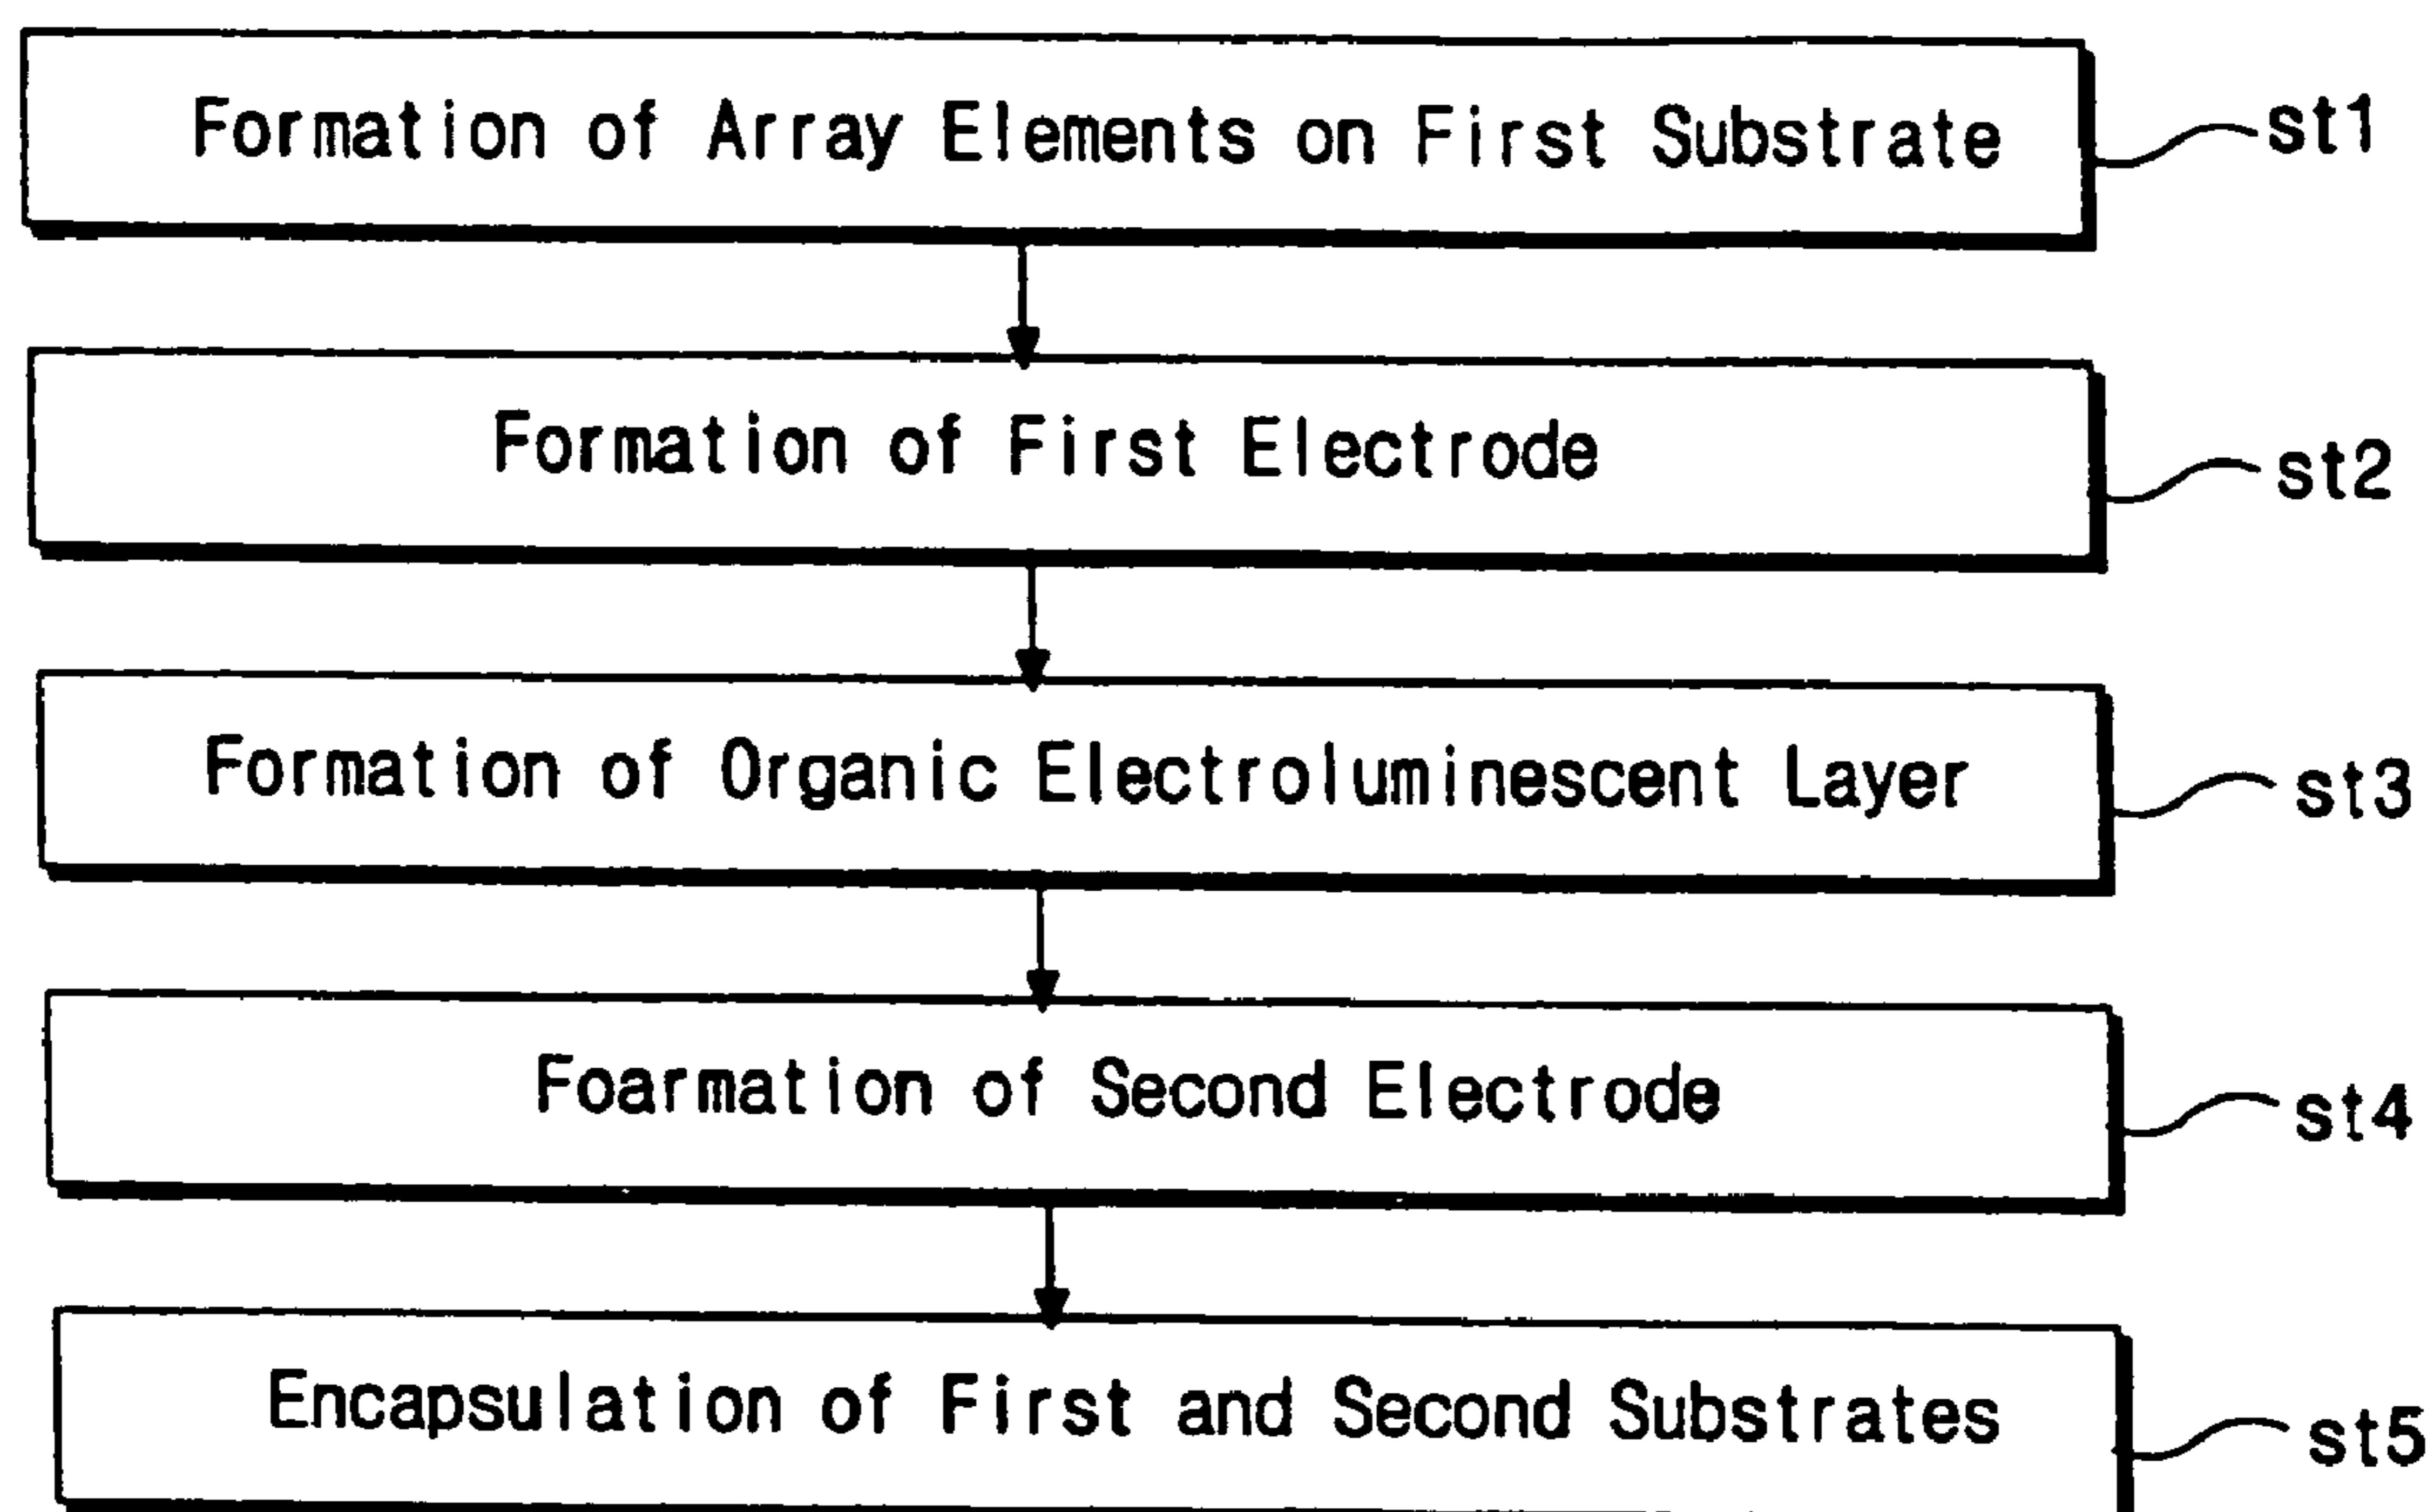 Formation of Array Elements on First Substrate st1
Formation of First Electrode st2
Formation of Organic Electroluminescent Layer st3
Foarmation of Second Electrode st4
Encapsulation of First and Second Substrates st5